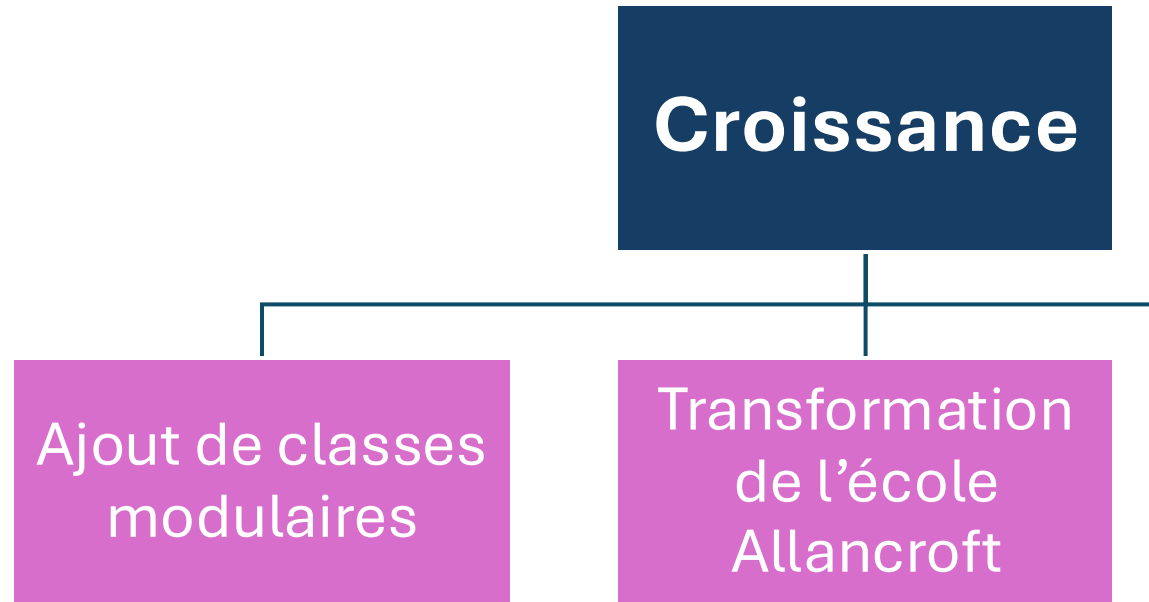 Croissance
Ajout de classes
modulaires
Transformation
de l’école
Allancroft